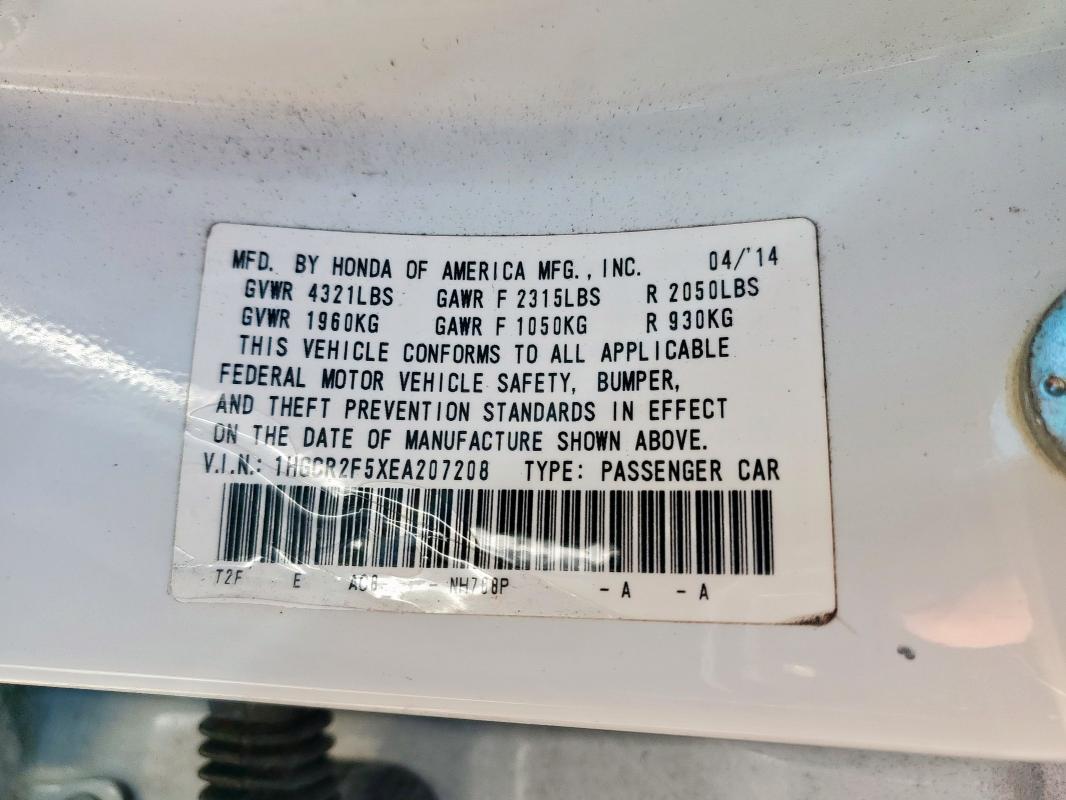 MFD. BY HONDA OF AMERICA MFG., INC. 04/'14
GVWR 4321LBS GAWR F 2315LBS R 2050LBS
GVWR 1960KG GAWR F 1050KG R 930KG
THIS VEHICLE CONFORMS TO ALL APPLICABLE
FEDERAL MOTOR VEHICLE SAFETY, BUMPER,
AND THEFT PREVENTION STANDARDS IN EFFECT
ON THE DATE OF MANUFACTURE SHOWN ABOVE.
V.I.N.: 1HGCR2F5XEA207208 TYPE: PASSENGER CAR
T2F E - NH788P - A - A